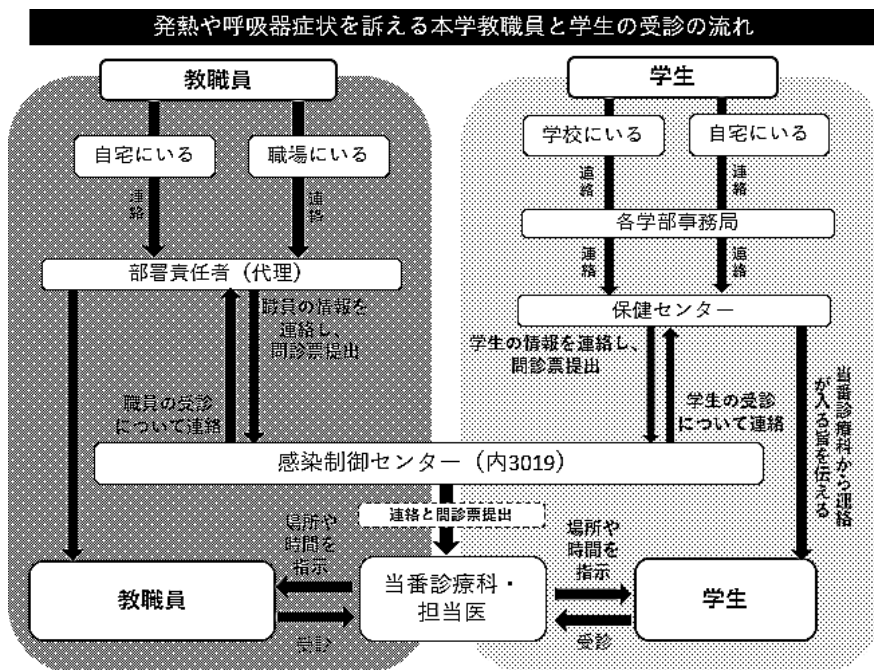 発熱や呼吸器症状を訴える本学教職員と学生の受診の流れ
教職員
自宅にいる
職場にいる
連絡
連絡
部署責任者（代理）
職員の情報を
連絡し、
問診票提出
職員の受診
について連絡
学生
学校にいる
自宅にいる
連絡
連絡
各学部事務局
連絡
連絡
保健センター
学生の情報を連絡し、
問診票提出
学生の受診
について連絡
当番診療科から連絡
が入る旨を伝える
感染制御センター（内3019）
連絡と問診票提出
場所や
時間を
指示
教職員
受診
当番診療科・
担当医
場所や
時間を
指示
受診
学生